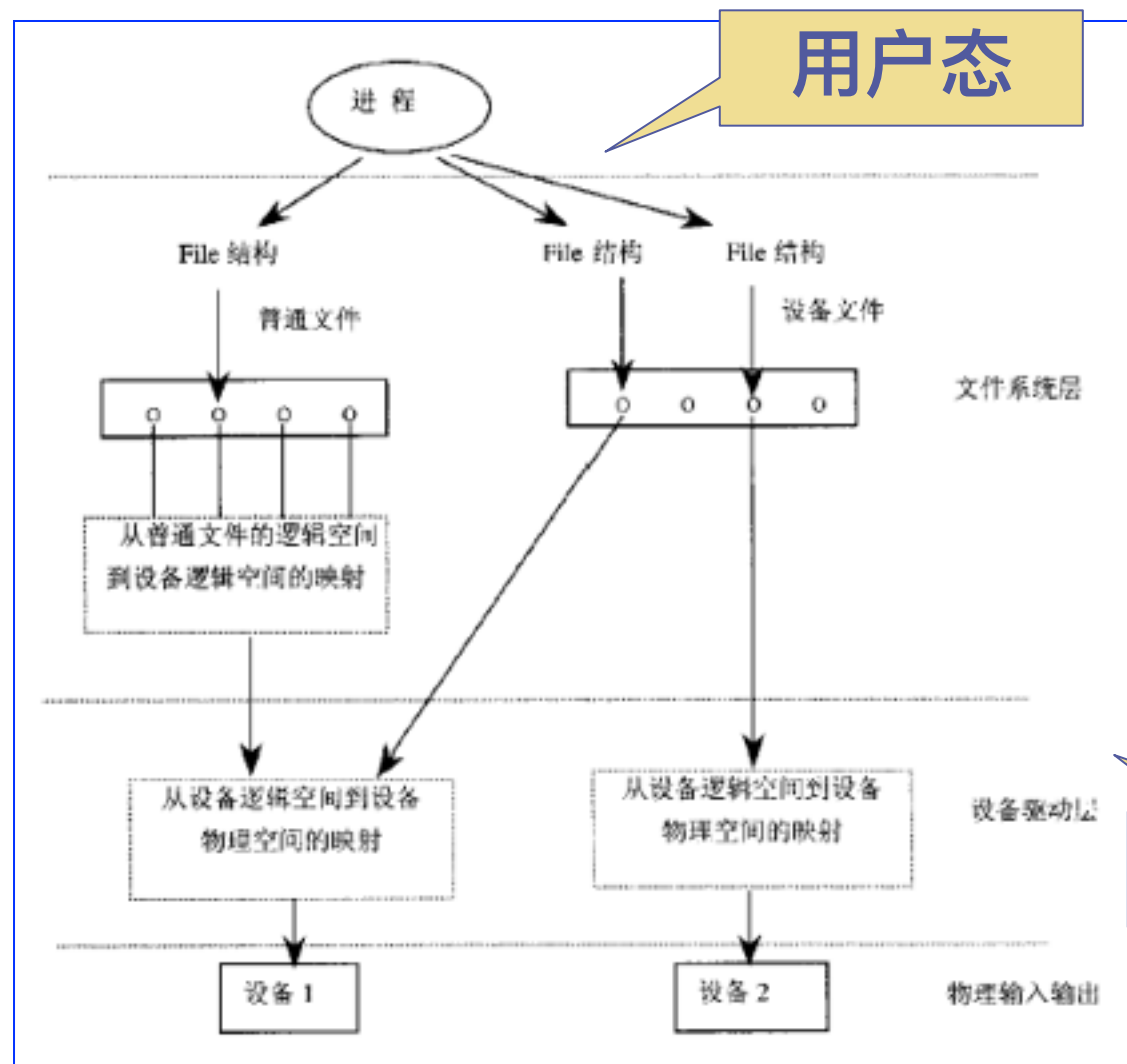 用户态
进 程
File 结构
File 结构
File 结构
普通文件
设备文件
文件系统层
从普通文件的逻辑空间
到设备逻辑空间的映射
从设备逻辑空间到设备
物理空间的映射
从设备逻辑空间到设备
物理空间的映射
设备驱动层
设备 1
设备 2
物理输入输出